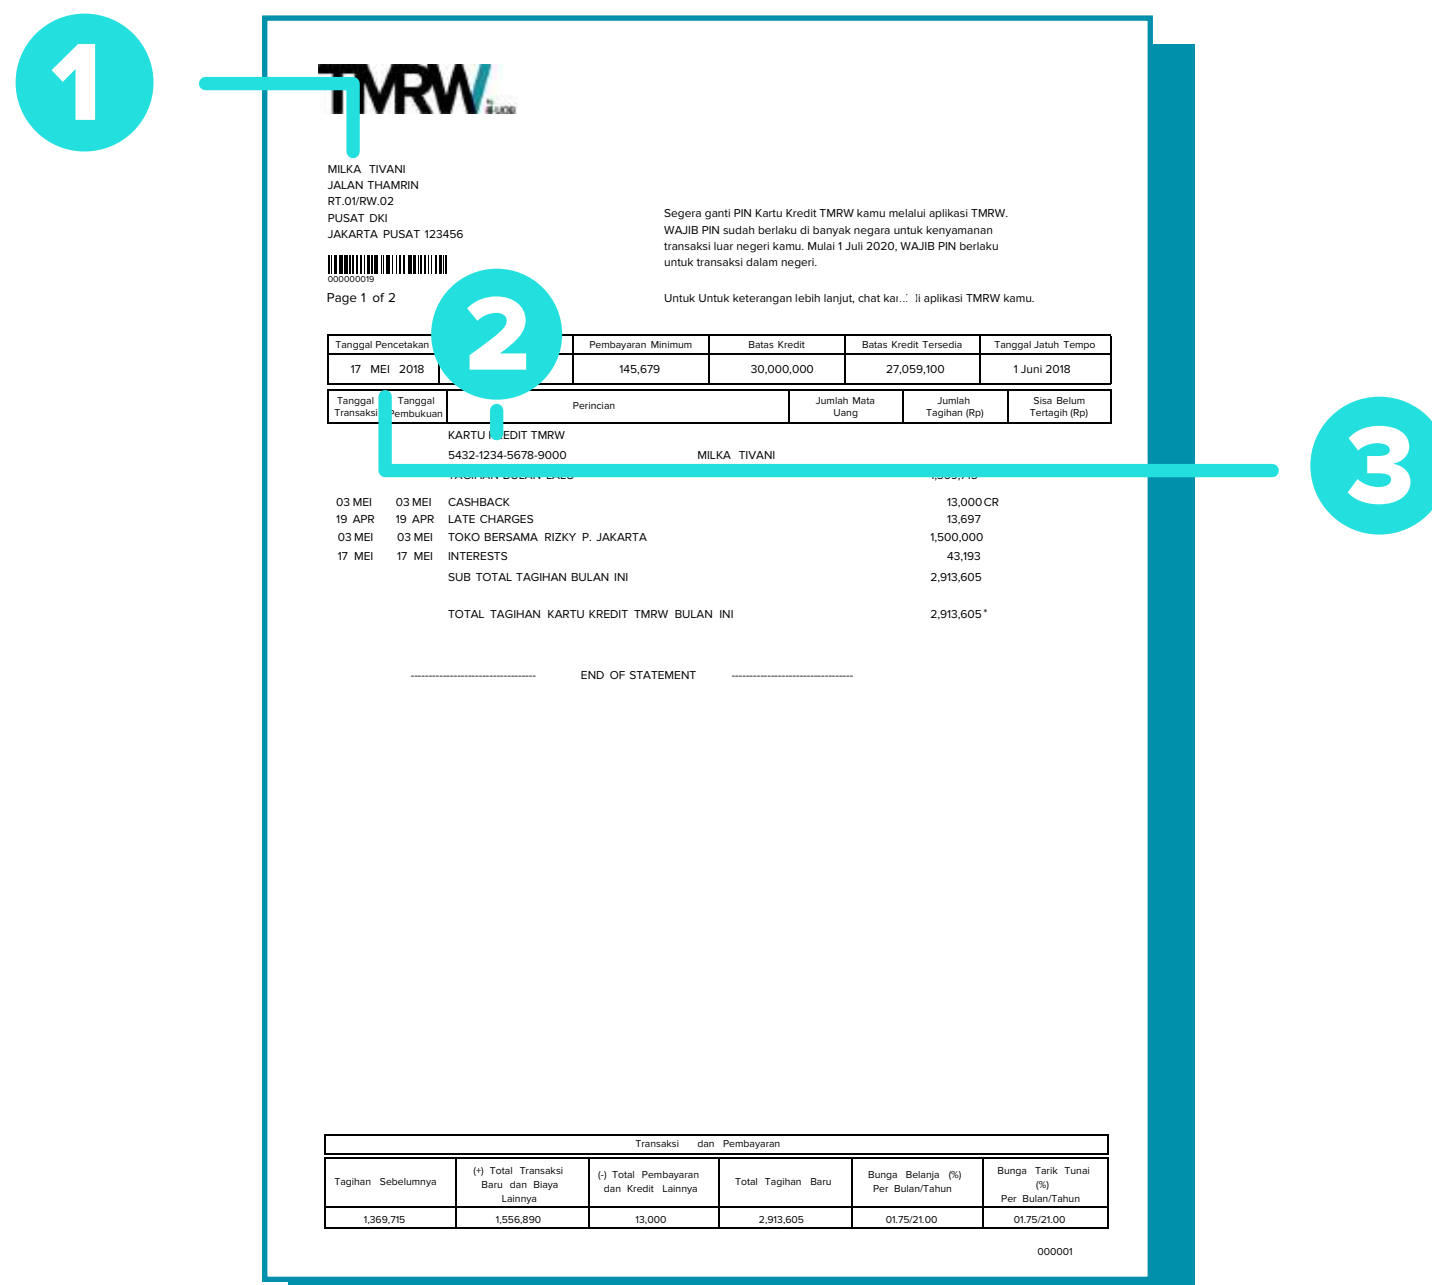 1
TMRW
by UOB
MILKA TIVANI
JALAN THAMRIN
RT.01/RW.02
PUSAT DKI
JAKARTA PUSAT 123456
000000019
Page 1 of 2
Segera ganti PIN Kartu Kredit TMRW kamu melalui aplikasi TMRW.
WAJIB PIN sudah berlaku di banyak negara untuk kenyamanan
transaksi luar negeri kamu. Mulai 1 Juli 2020, WAJIB PIN berlaku
untuk transaksi dalam negeri.
Untuk Untuk keterangan lebih lanjut, chat aplikasi TMRW kamu.
2
Tanggal Pencetakan Pembayaran Minimum Batas Kredit Batas Kredit Tersedia Tanggal Jatuh Tempo
17 MEI 2018 145,679 30,000,000 27,059,100 1 Juni 2018
Tanggal Transaksi Tanggal Pembukuan Perincian Jumlah Mata Uang Jumlah Tagihan (Rp) Sisa Belum Tertagih (Rp)
KARTU KREDIT TMRW
5432-1234-5678-9000 MILKA TIVANI
3
03 MEI 03 MEI CASHBACK 13,000 CR
19 APR 19 APR LATE CHARGES 13,697
03 MEI 03 MEI TOKO BERSAMA RIZKY P. JAKARTA 1,500,000
17 MEI 17 MEI INTERESTS 43,193
SUB TOTAL TAGIHAN BULAN INI 2,913,605
TOTAL TAGIHAN KARTU KREDIT TMRW BULAN INI 2,913,605*
----------------------------------- END OF STATEMENT ----------------------------------
Transaksi dan Pembayaran
Tagihan Sebelumnya (+) Total Transaksi Baru dan Biaya Lainnya (-) Total Pembayaran dan Kredit Lainnya Total Tagihan Baru Bunga Belanja (%) Per Bulan/Tahun Bunga Tarik Tunai (%) Per Bulan/Tahun
1,369,715 1,556,890 13,000 2,913,605 01.75/21.00 01.75/21.00
000001